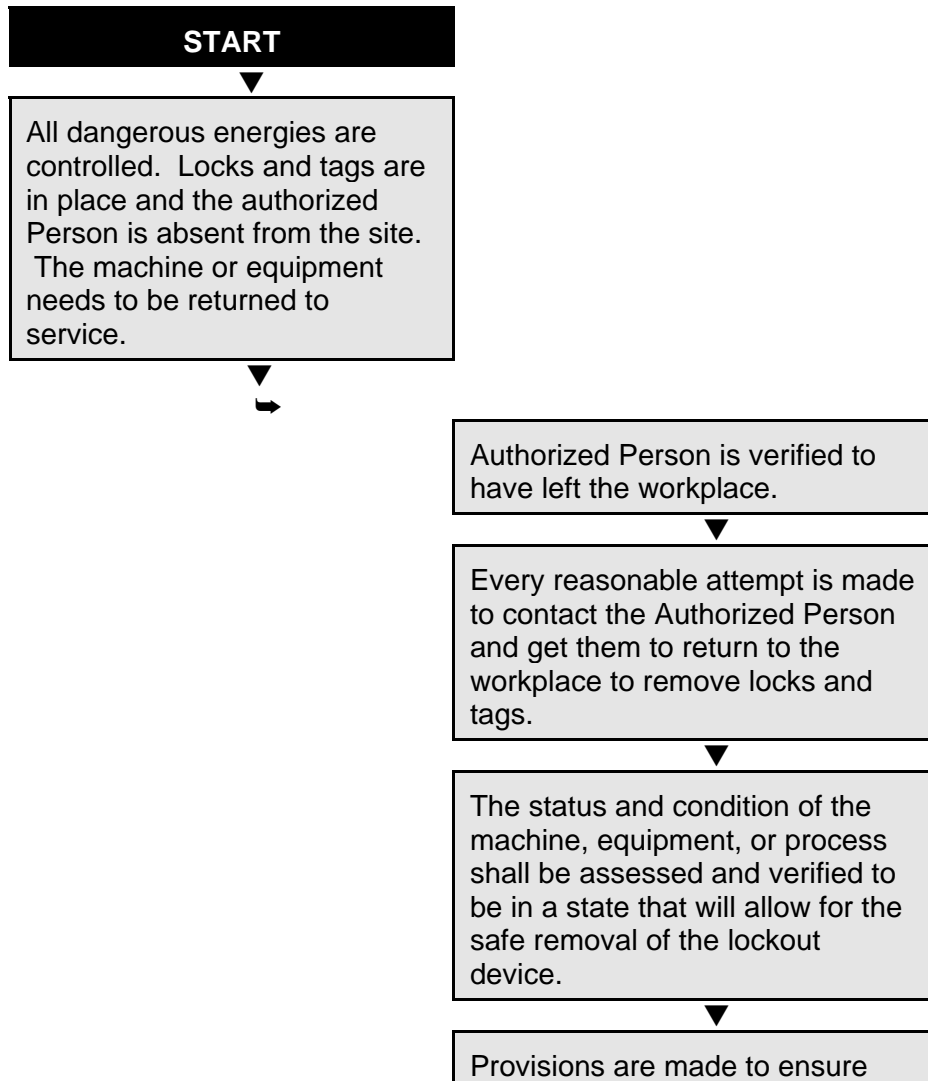 START
All dangerous energies are
controlled.  Locks and tags are
in place and the authorized
Person is absent from the site.
 The machine or equipment
needs to be returned to
service.
Authorized Person is verified to
have left the workplace.
Every reasonable attempt is made
to contact the Authorized Person
and get them to return to the
workplace to remove locks and
tags.
The status and condition of the
machine, equipment, or process
shall be assessed and verified to
be in a state that will allow for the
safe removal of the lockout
device.
Provisions are made to ensure